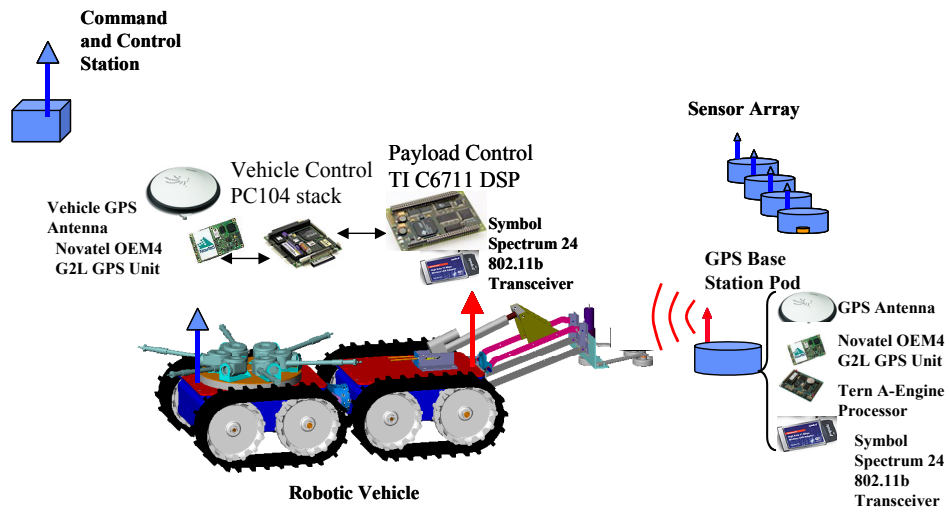 Command
and Control
Station
Sensor Array
Vehicle Control
PC104 stack
Payload Control
TI C6711 DSP
Vehicle GPS
Antenna
Novatel OEM4
G2L GPS Unit
Symbol
Spectrum 24
802.11b
Transceiver
GPS Base
Station Pod
GPS Antenna
Novatel OEM4
G2L GPS Unit
Tern A-Engine
Processor
Symbol
Spectrum 24
802.11b
Transceiver
Robotic Vehicle